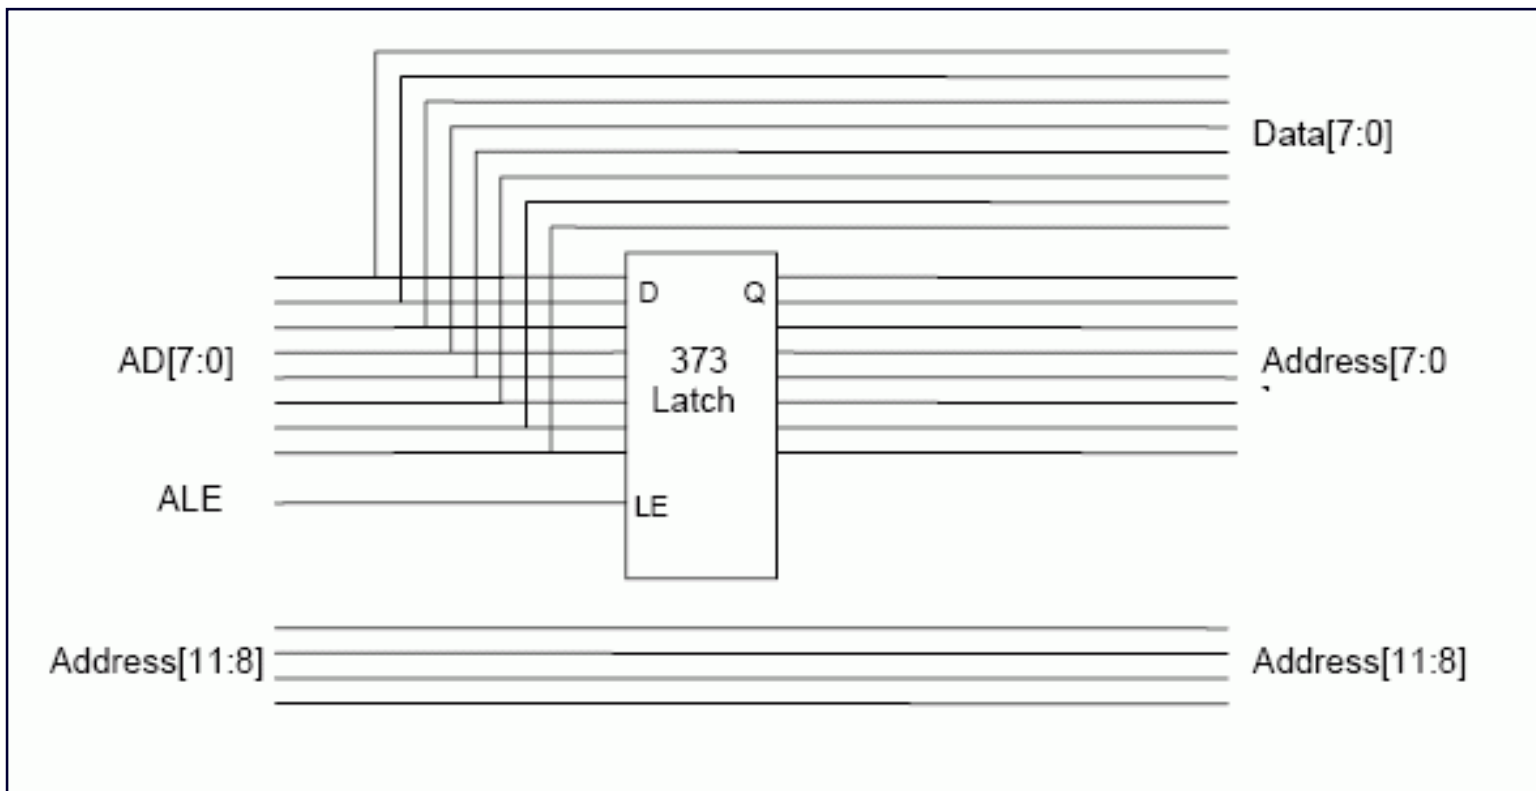 Data[7:0]
D Q
AD[7:0]
373
Latch
Address[7:0
ALE
LE
Address[11:8]
Address[11:8]